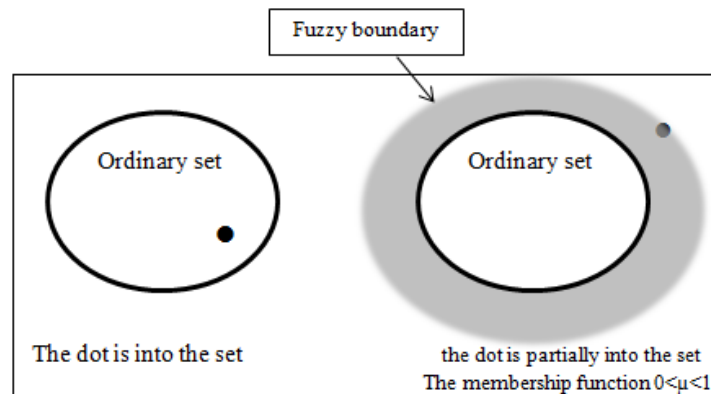 Fuzzy boundary
Ordinary set
Ordinary set
The dot is into the set
the dot is partially into the set
The membership function 0<μ<1